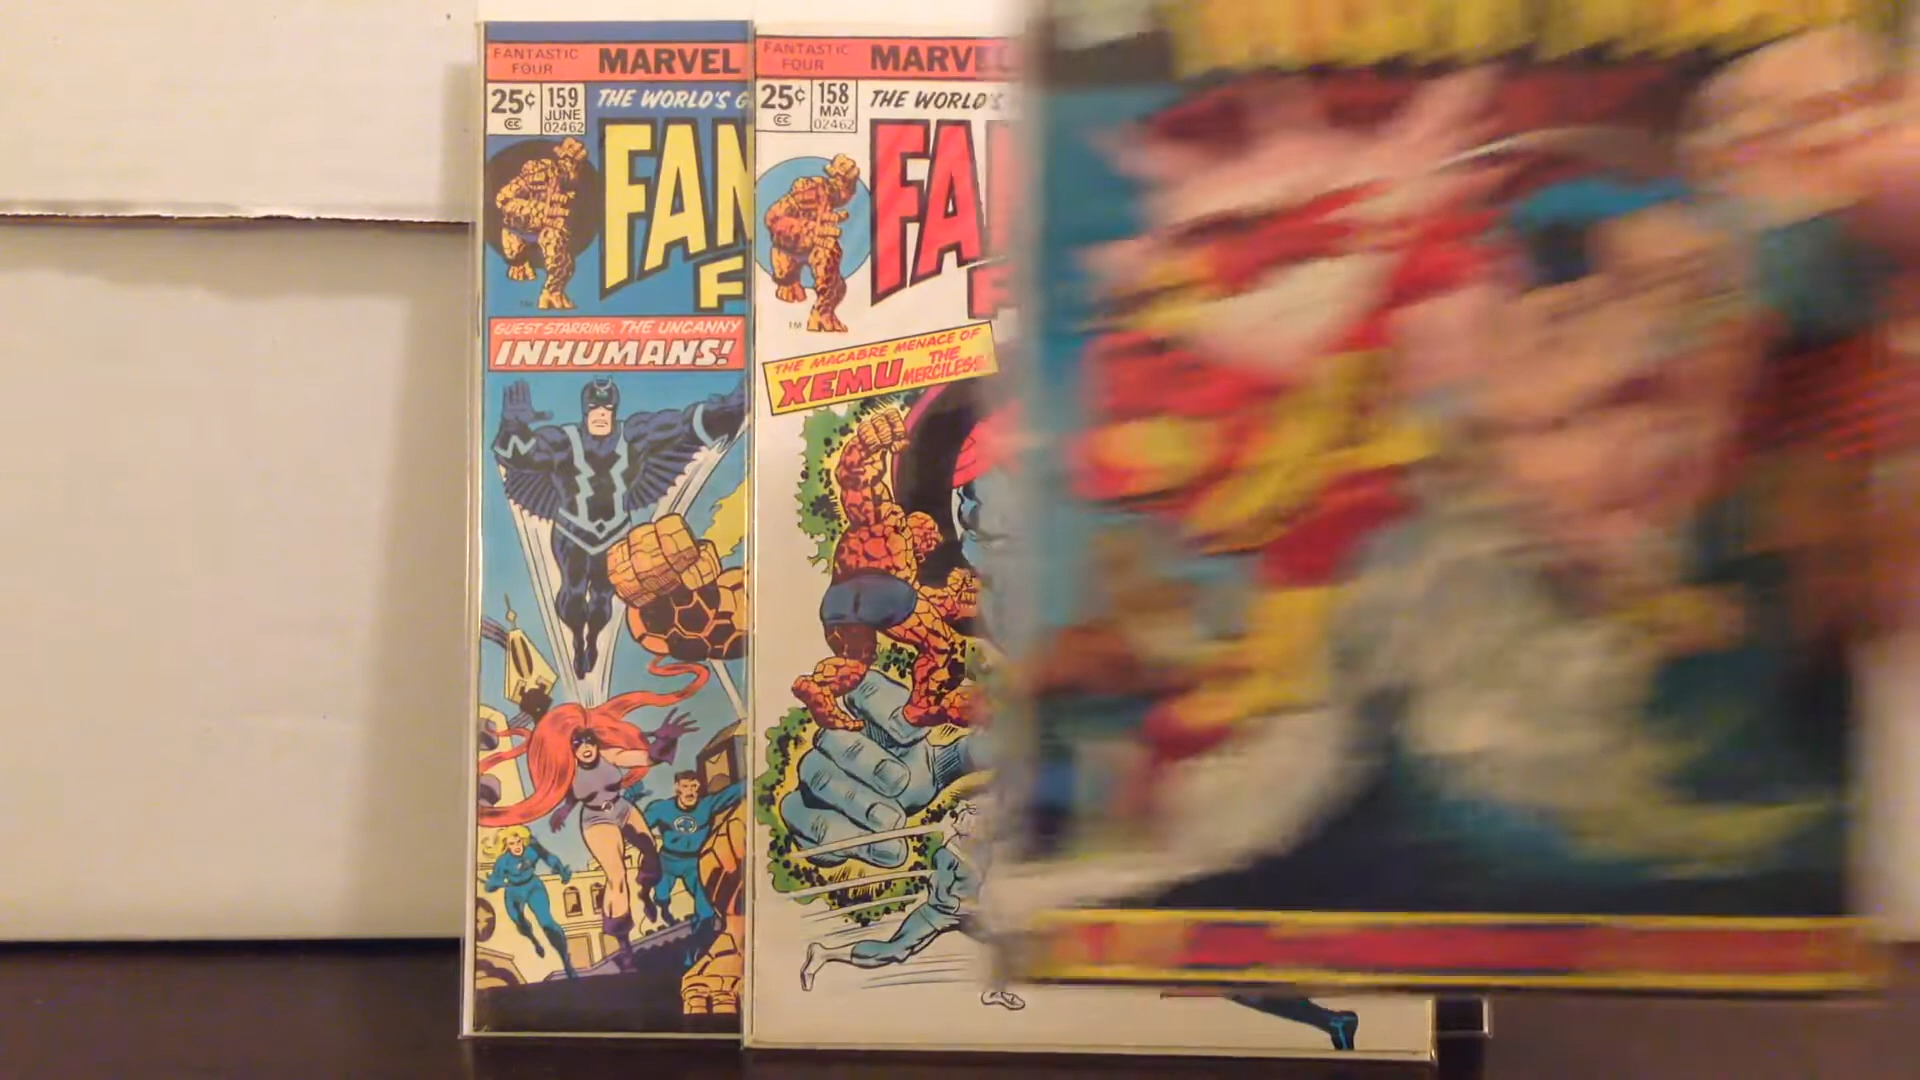 FANTASTIC
FOUR
MARVEL
25¢
CC
159
JUNE
02462
THE WORLD'S G
FAN
F
TM
GUEST STARRING: THE UNCANNY
INHUMANS!
FANTASTIC
FOUR
MARVEL
25¢
CC
158
MAY
02462
THE WORLD'S
FA
F
TM
THE MACABRE MENACE OF
XEMU THE
MERCILESS!